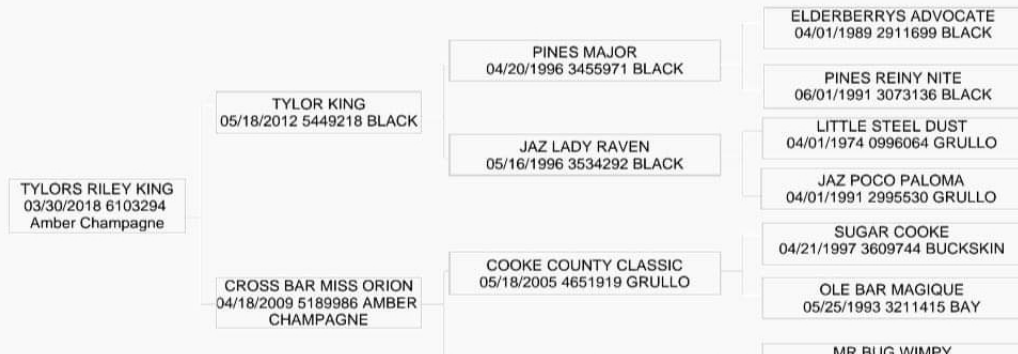 ELDERBERRYS ADVOCATE
04/01/1989 2911699 BLACK
PINES MAJOR
04/20/1996 3455971 BLACK
PINES REINY NITE
06/01/1991 3073136 BLACK
TYLOR KING
05/18/2012 5449218 BLACK
LITTLE STEEL DUST
04/01/1974 0996064 GRULLO
JAZ LADY RAVEN
05/16/1996 3534292 BLACK
JAZ POCO PALOMA
04/01/1991 2995530 GRULLO
TYLORS RILEY KING
03/30/2018 6103294
Amber Champagne
SUGAR COOKE
04/21/1997 3609744 BUCKSKIN
COOKE COUNTY CLASSIC
05/18/2005 4651919 GRULLO
OLE BAR MAGIQUE
05/25/1993 3211415 BAY
CROSS BAR MISS ORION
04/18/2009 5189986 AMBER
CHAMPAGNE
MR BUG WIMPY